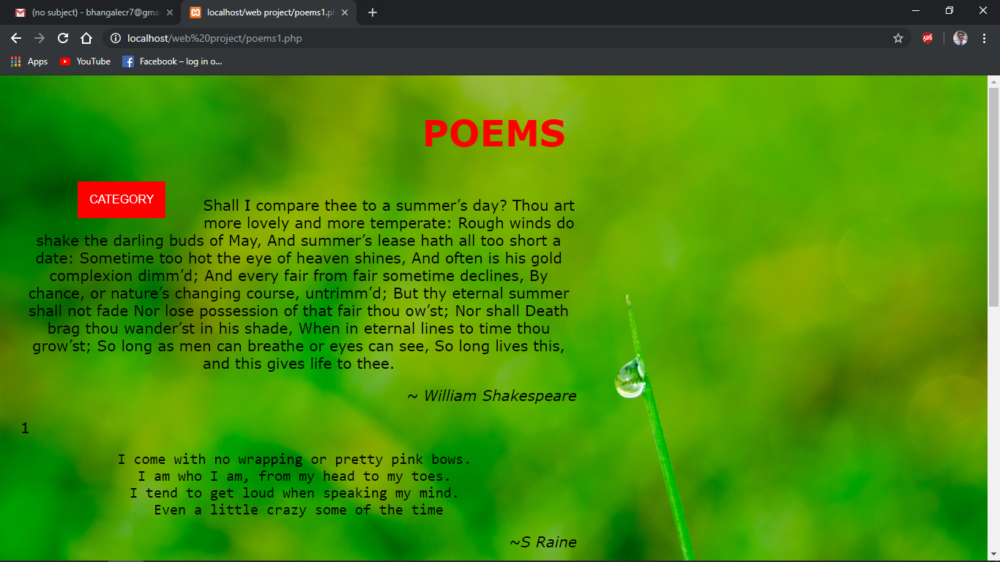 (no subject) - bhangalecr7@gma
localhost/web project/poems1.ph
localhost/web%20project/poems1.php
ABP
Apps
YouTube
Facebook – log in o...
POEMS
CATEGORY
Shall I compare thee to a summer’s day? Thou art
more lovely and more temperate: Rough winds do
shake the darling buds of May, And summer’s lease hath all too short a
date: Sometime too hot the eye of heaven shines, And often is his gold
complexion dimm’d; And every fair from fair sometime declines, By
chance, or nature’s changing course, untrimm’d; But thy eternal summer
shall not fade Nor lose possession of that fair thou ow’st; Nor shall Death
brag thou wander’st in his shade, When in eternal lines to time thou
grow’st; So long as men can breathe or eyes can see, So long lives this,
and this gives life to thee.
~ William Shakespeare
1
I come with no wrapping or pretty pink bows.
I am who I am, from my head to my toes.
I tend to get loud when speaking my mind.
Even a little crazy some of the time
~S Raine